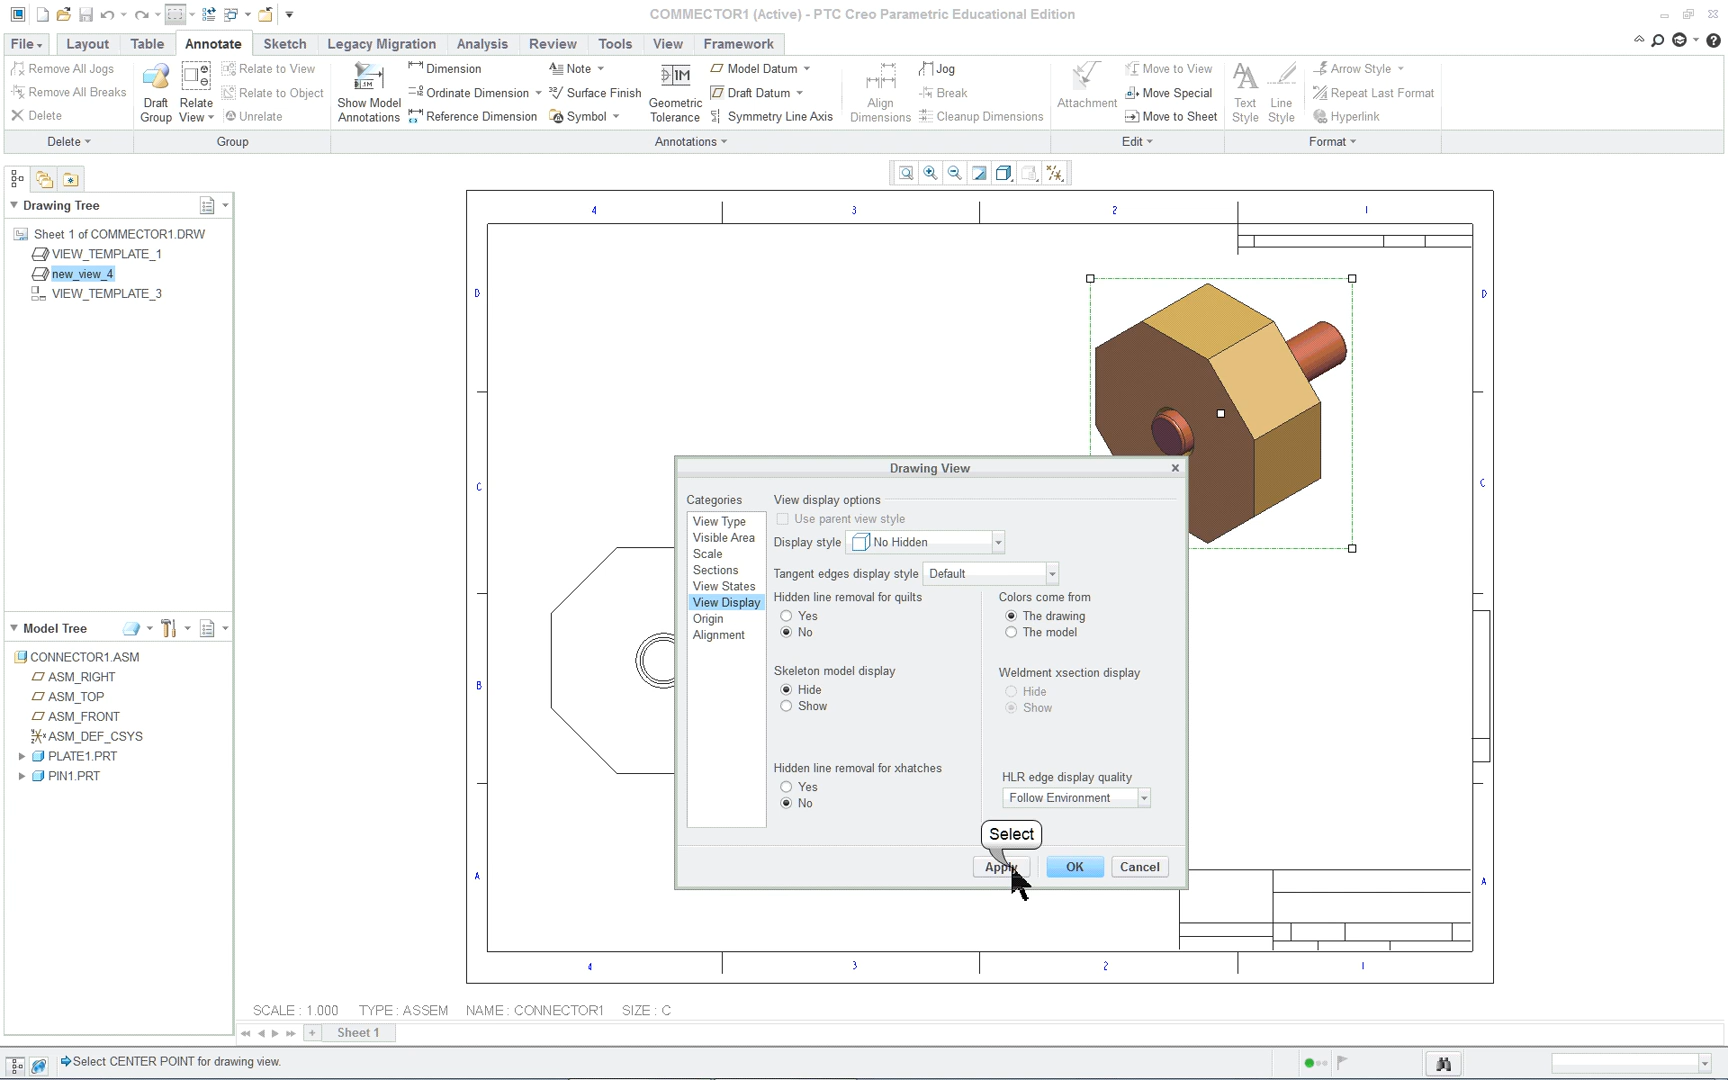 COMMECTOR1 (Active) - PTC Creo Parametric Educational Edition
File Layout Table Annotate Sketch Legacy Migration Analysis Review Tools View Framework
Remove All Jogs
Remove All Breaks
Delete
Delete
Draft Group
Relate View
Relate to View
Relate to Object
Unrelate
Group
Show Model Annotations
Dimension
Ordinate Dimension
Reference Dimension
Note
Surface Finish
Symbol
1M
Geometric Tolerance
Model Datum
Draft Datum
Symmetry Line Axis
Align Dimensions
Jog
Break
Cleanup Dimensions
Annotations
Attachment
Move to View
Move Special
Move to Sheet
Edit
Text Style
Line Style
Arrow Style
Repeat Last Format
Hyperlink
Format
Drawing Tree
Sheet 1 of COMMECTOR1.DRW
VIEW_TEMPLATE_1
new_view_4
VIEW_TEMPLATE_3
Model Tree
CONNECTOR1.ASM
ASM_RIGHT
ASM_TOP
ASM_FRONT
ASM_DEF_CSYS
PLATE1.PRT
PIN1.PRT
4 3 2 1
D D
C C
B
A A
4 3 2 1
Drawing View
Categories
View Type
Visible Area
Scale
Sections
View States
View Display
Origin
Alignment
View display options
Use parent view style
Display style No Hidden
Tangent edges display style Default
Hidden line removal for quilts
Yes
No
Colors come from
The drawing
The model
Skeleton model display
Hide
Show
Weldment xsection display
Hide
Show
Hidden line removal for xhatches
Yes
No
HLR edge display quality
Follow Environment
Select
Apply OK Cancel
SCALE : 1.000 TYPE : ASSEM NAME : CONNECTOR1 SIZE : C
+ Sheet 1
Select CENTER POINT for drawing view.